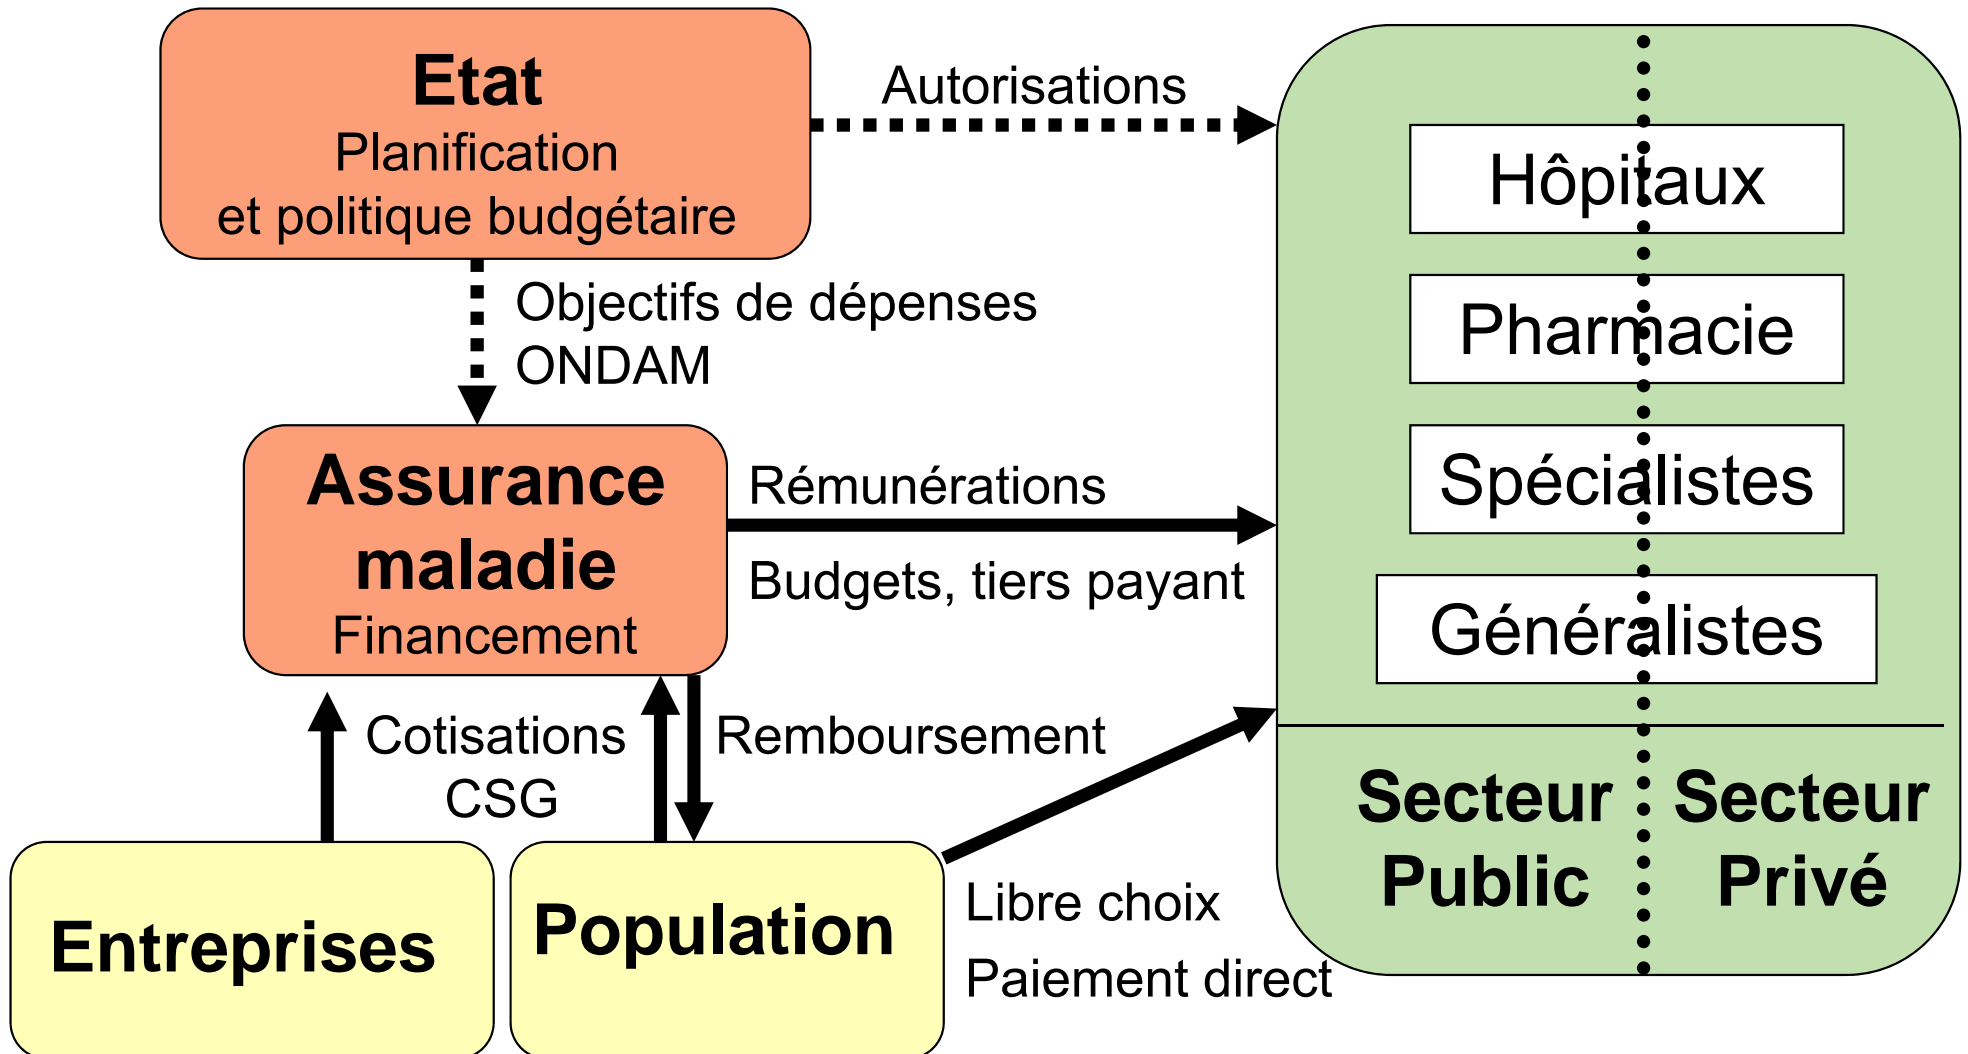 Etat
Planification
et politique budgétaire
Autorisations
Objectifs de dépenses
ONDAM
Assurance
maladie
Financement
Rémunérations
Budgets, tiers payant
Cotisations
CSG
Remboursement
Entreprises
Population
Libre choix
Paiement direct
Hôpitaux
Pharmacie
Spécialistes
Généralistes
Secteur
Public
Secteur
Privé